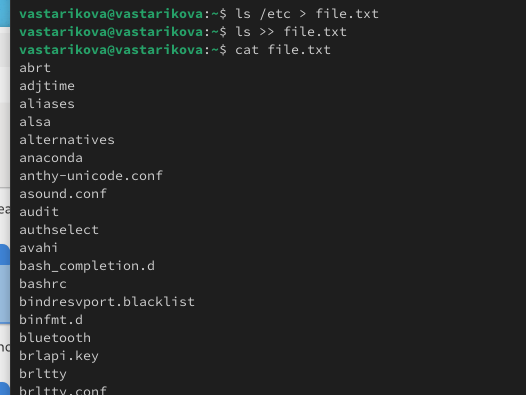 vastarikova@vastarikova:~$ ls /etc > file.txt
vastarikova@vastarikova:~$ ls >> file.txt
vastarikova@vastarikova:~$ cat file.txt
abrt
adjtime
aliases
alsa
alternatives
anaconda
anthy-unicode.conf
asound.conf
audit
authselect
avahi
bash_completion.d
bashrc
bindresvport.blacklist
binfmt.d
bluetooth
brlapi.key
brltty
brltty.conf